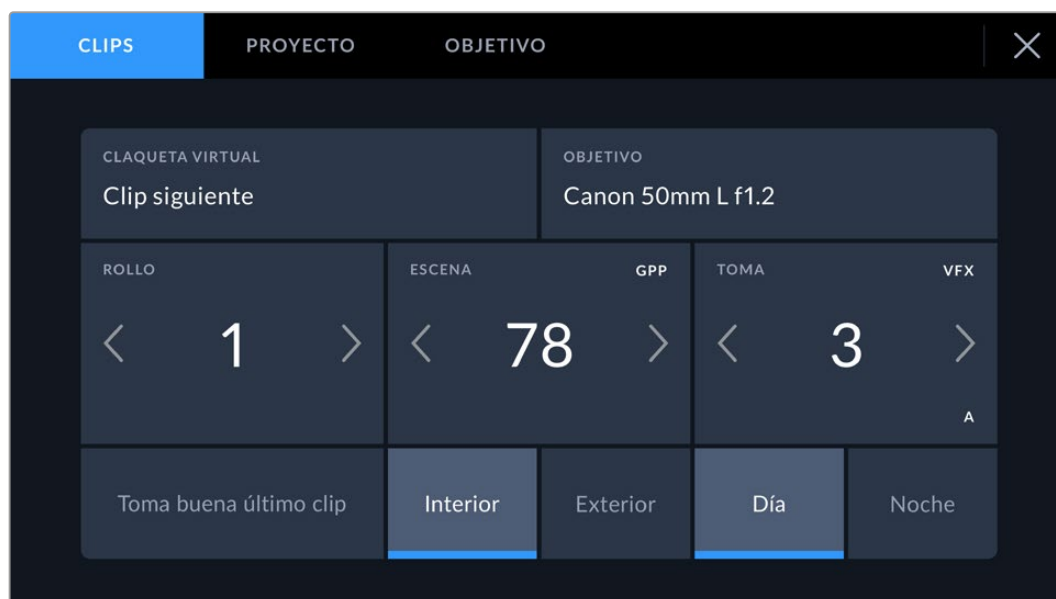 CLIPS PROYECTO OBJETIVO
CLAQUETA VIRTUAL OBJETIVO
Clip siguiente Canon 50mm L f1.2
ROLLO ESCENA GPP TOMA VFX
1 78 3
A
Toma buena último clip Interior Exterior Día Noche